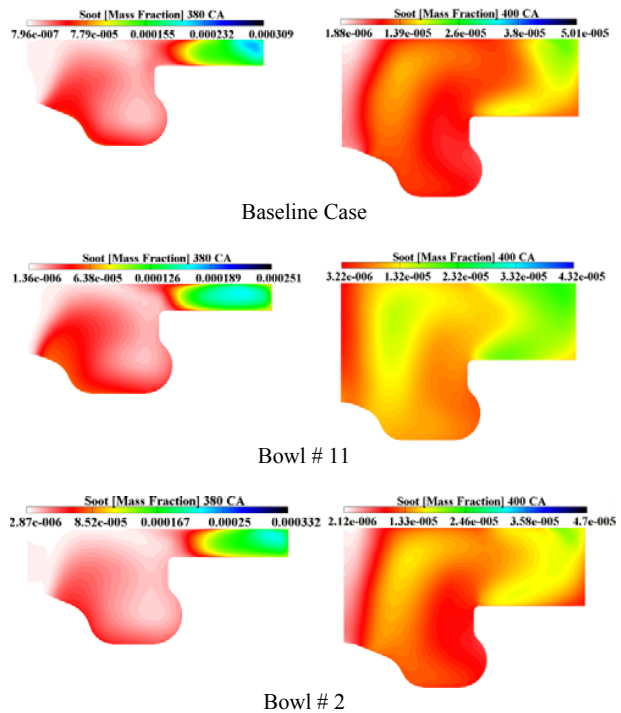 Soot [Mass Fraction] 380 CA
7.96e-007 7.79e-05 0.000155 0.000232 0.000309
Soot [Mass Fraction] 400 CA
1.88e-006 1.39e-005 2.6e-005 3.8e-005 5.01e-005
Baseline Case
Soot [Mass Fraction] 380 CA
1.36e-006 6.38e-005 0.000126 0.000189 0.000251
Soot [Mass Fraction] 400 CA
3.22e-006 1.32e-005 2.32e-005 3.32e-005 4.32e-005
Bowl # 11
Soot [Mass Fraction] 380 CA
2.87e-006 8.52e-005 0.000167 0.00025 0.000332
Soot [Mass Fraction] 400 CA
2.12e-006 1.33e-005 2.46e-005 3.58e-005 4.7e-005
Bowl # 2